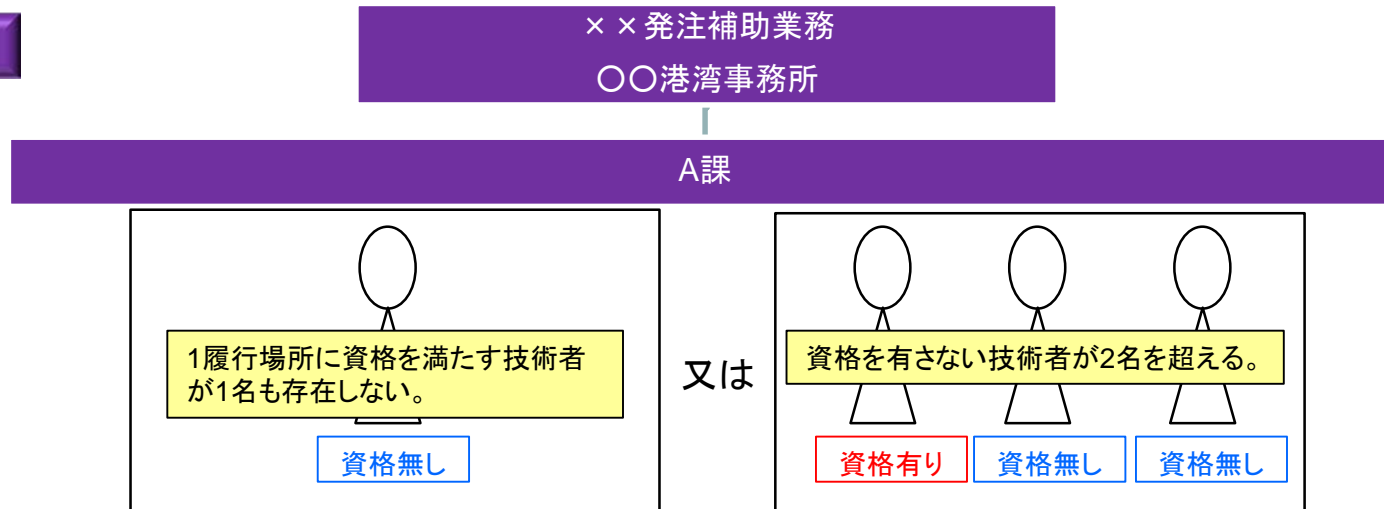 ××発注補助業務
〇〇港湾事務所
A課
1履行場所に資格を満たす技術者
が1名も存在しない。
資格無し
又は
資格を有さない技術者が2名を超える。
資格有り
資格無し
資格無し